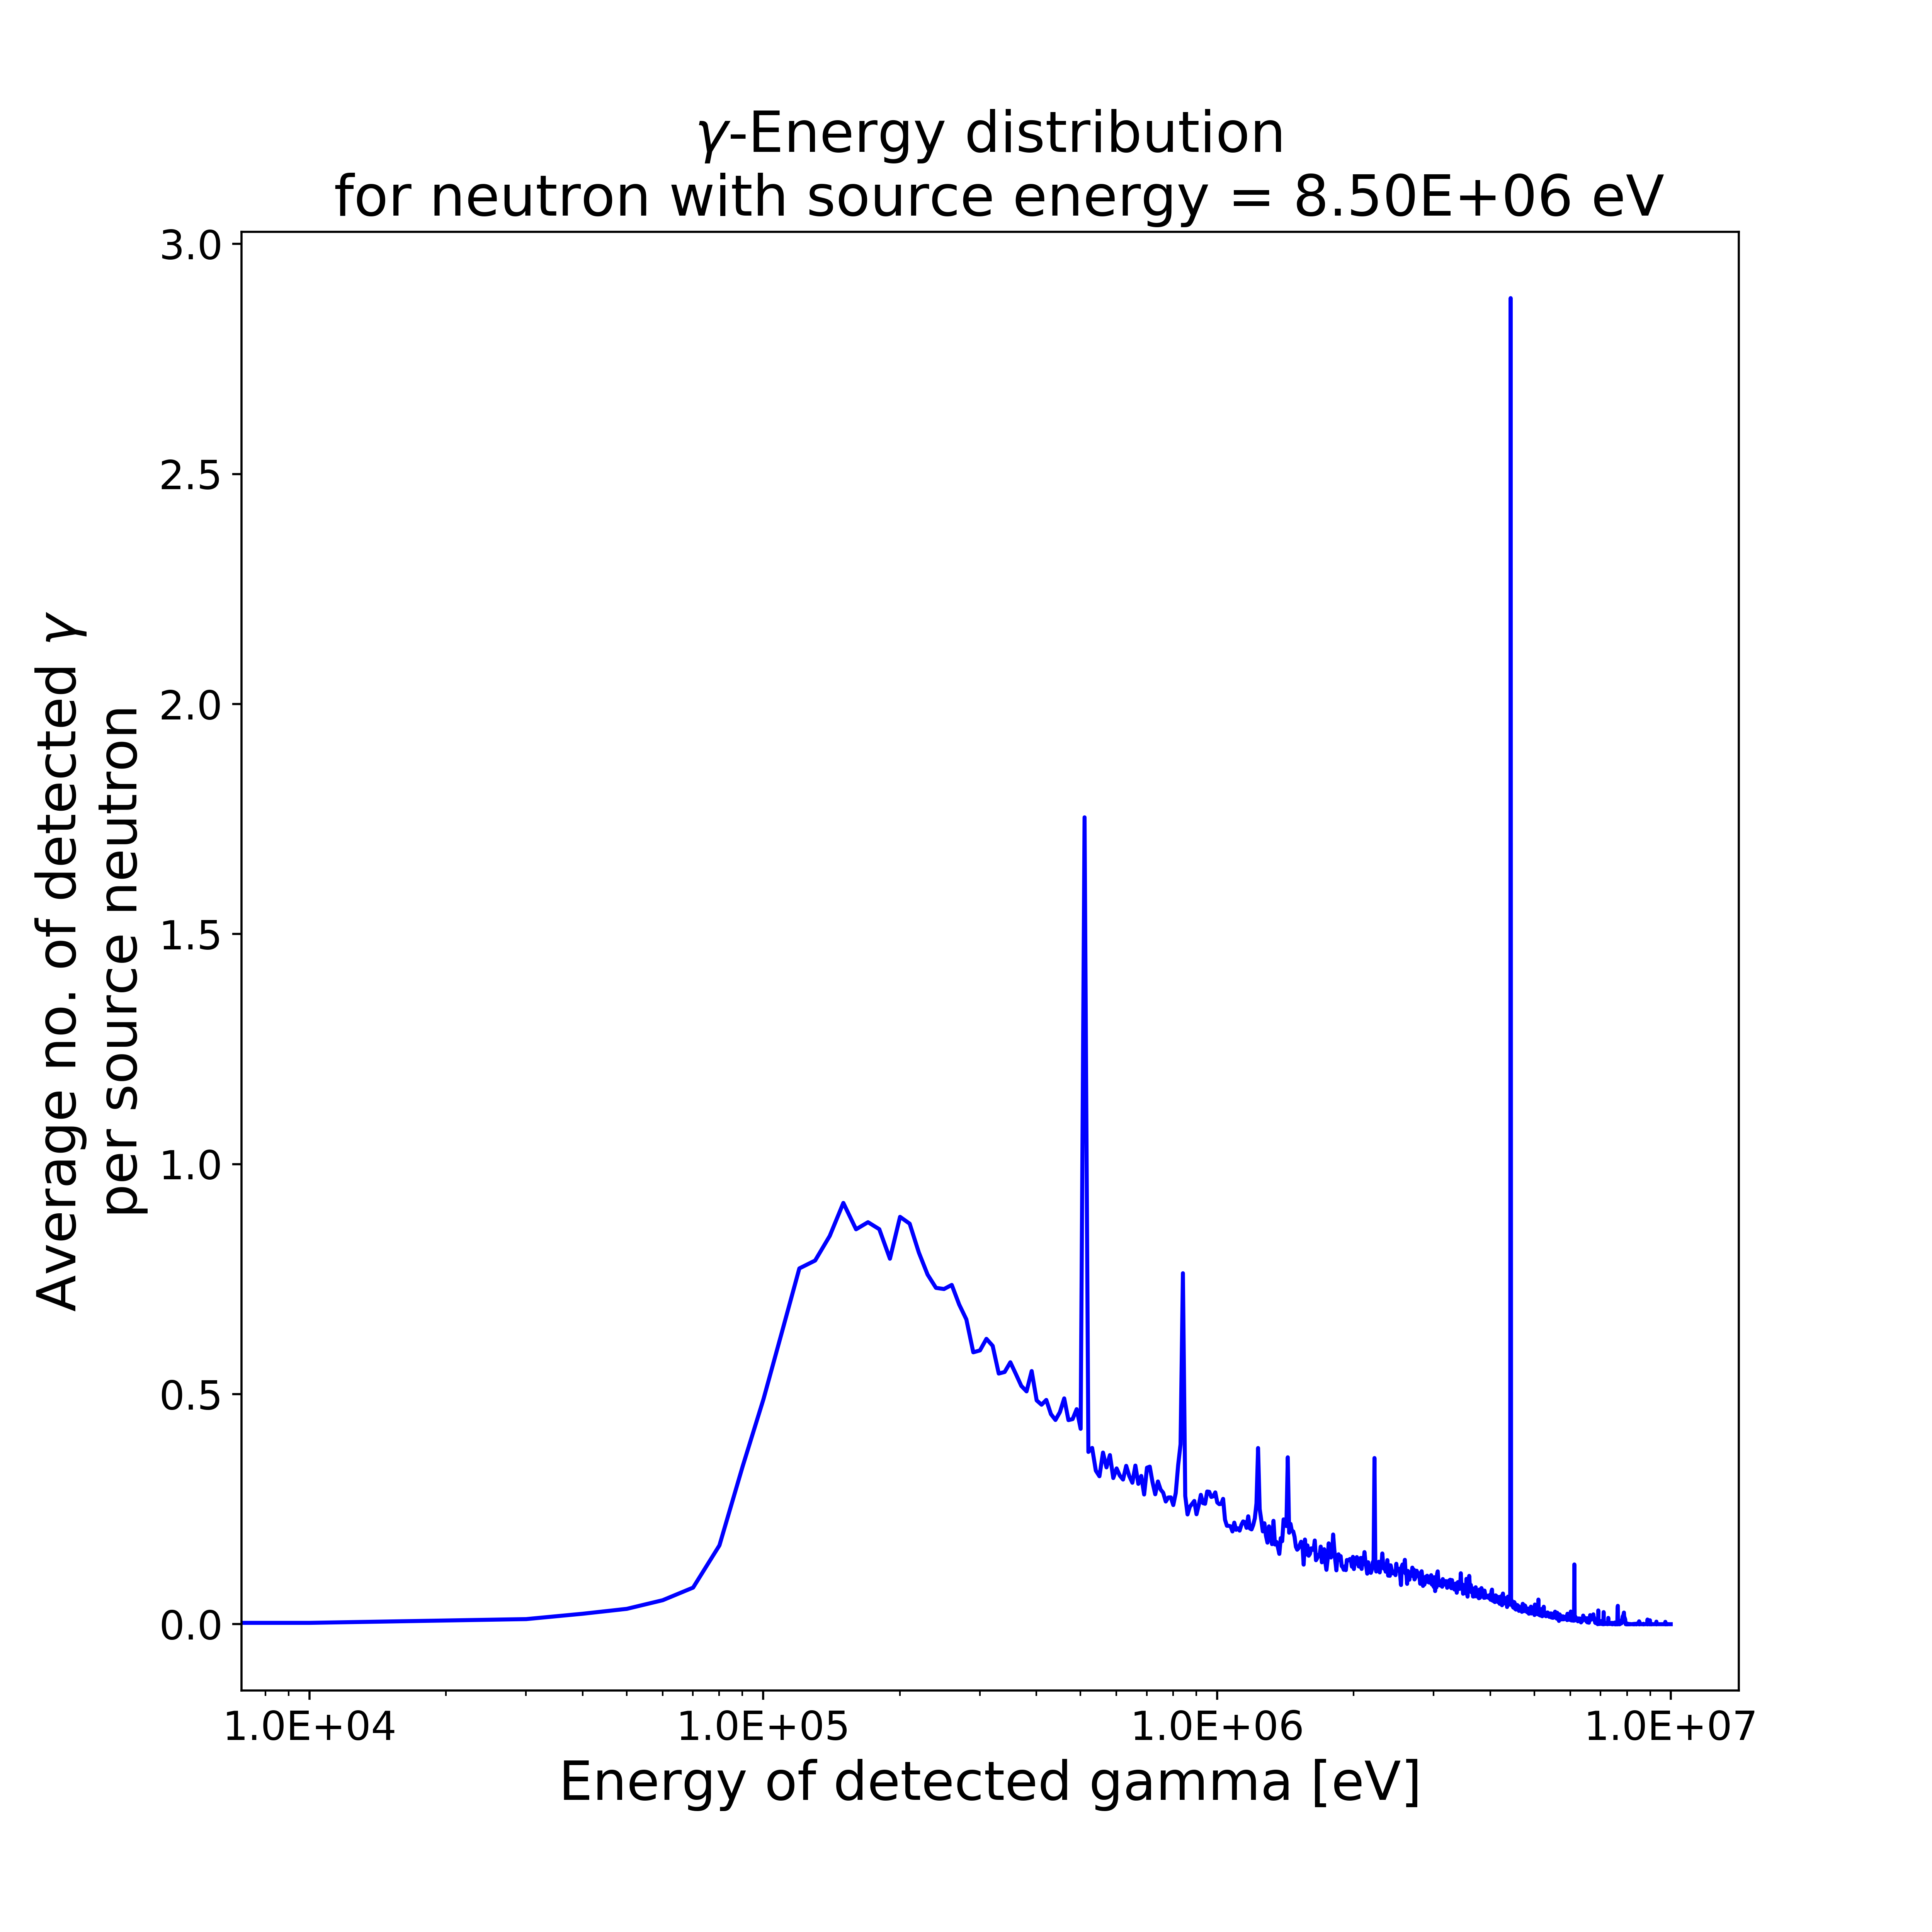 γ-Energy distribution
for neutron with source energy = 8.50E+06 eV
Average no. of detected γ
per source neutron
3.0
2.5
2.0
1.5
1.0
0.5
0.0
1.0E+04 1.0E+05 1.0E+06 1.0E+07
Energy of detected gamma [eV]